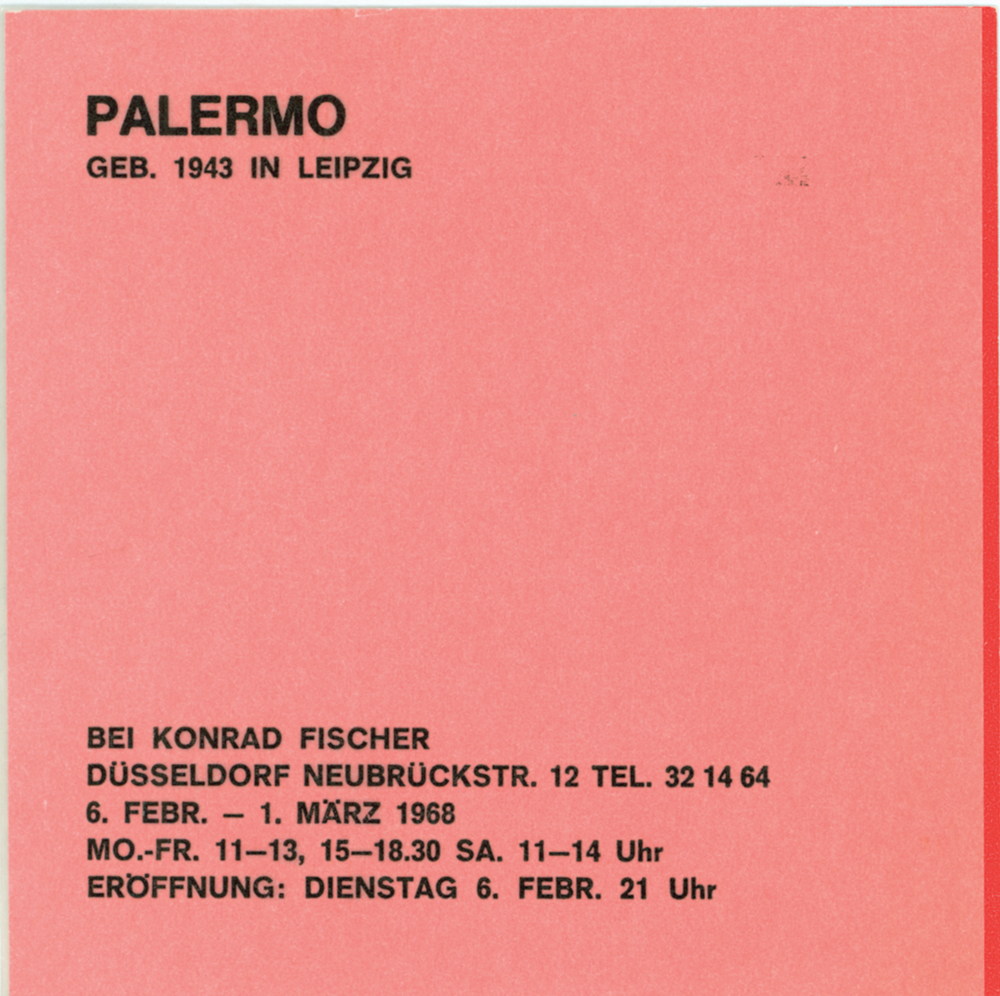 PALERMO
GEB. 1943 IN LEIPZIG
BEI KONRAD FISCHER
DÜSSELDORF NEUBRÜCKSTR. 12 TEL. 32 14 64
6. FEBR. – 1. MÄRZ 1968
MO.-FR. 11–13, 15–18.30 SA. 11–14 Uhr
ERÖFFNUNG: DIENSTAG 6. FEBR. 21 Uhr